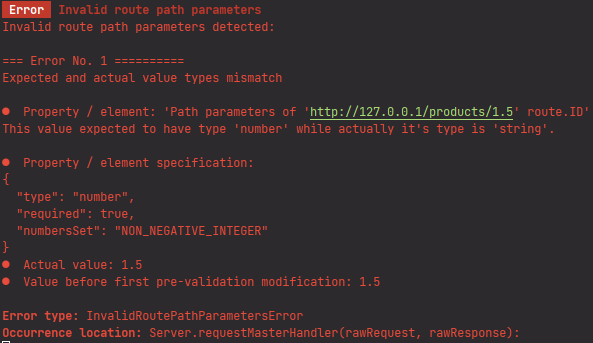 Error Invalid route path parameters
Invalid route path parameters detected:
=== Error No. 1 ==========
Expected and actual value types mismatch
● Property / element: 'Path parameters of 'http://127.0.0.1/products/1.5' route.ID'
This value expected to have type 'number' while actually it's type is 'string'.
● Property / element specification:
{
  "type": "number",
  "required": true,
  "numbersSet": "NON_NEGATIVE_INTEGER"
}
● Actual value: 1.5
● Value before first pre-validation modification: 1.5
Error type: InvalidRoutePathParametersError
Occurrence location: Server.requestMasterHandler(rawRequest, rawResponse):